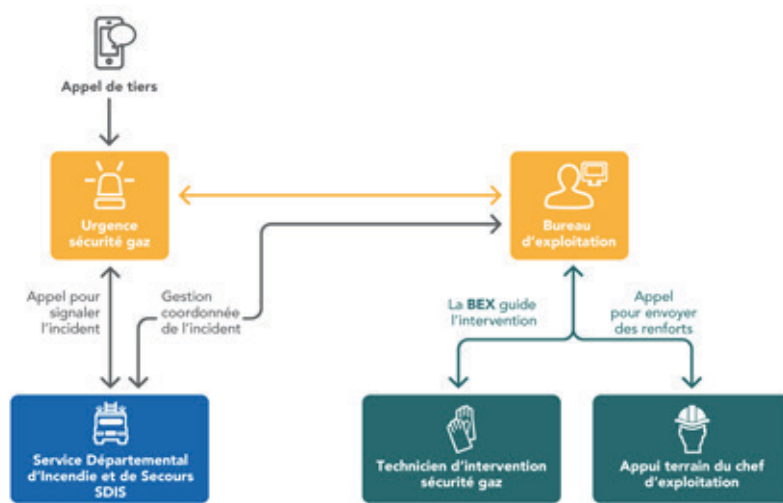 Appel de tiers
Urgence
sécurité gaz
Bureau
d'exploitation
Appel pour
signaler
l'incident
Gestion
coordonnée
de l'incident
La BEX guide
l'intervention
Appel
pour envoyer
des renforts
Service Départemental
d'Incendie et de Secours
SDIS
Technicien d'intervention
sécurité gaz
Appui terrain du chef
d'exploitation